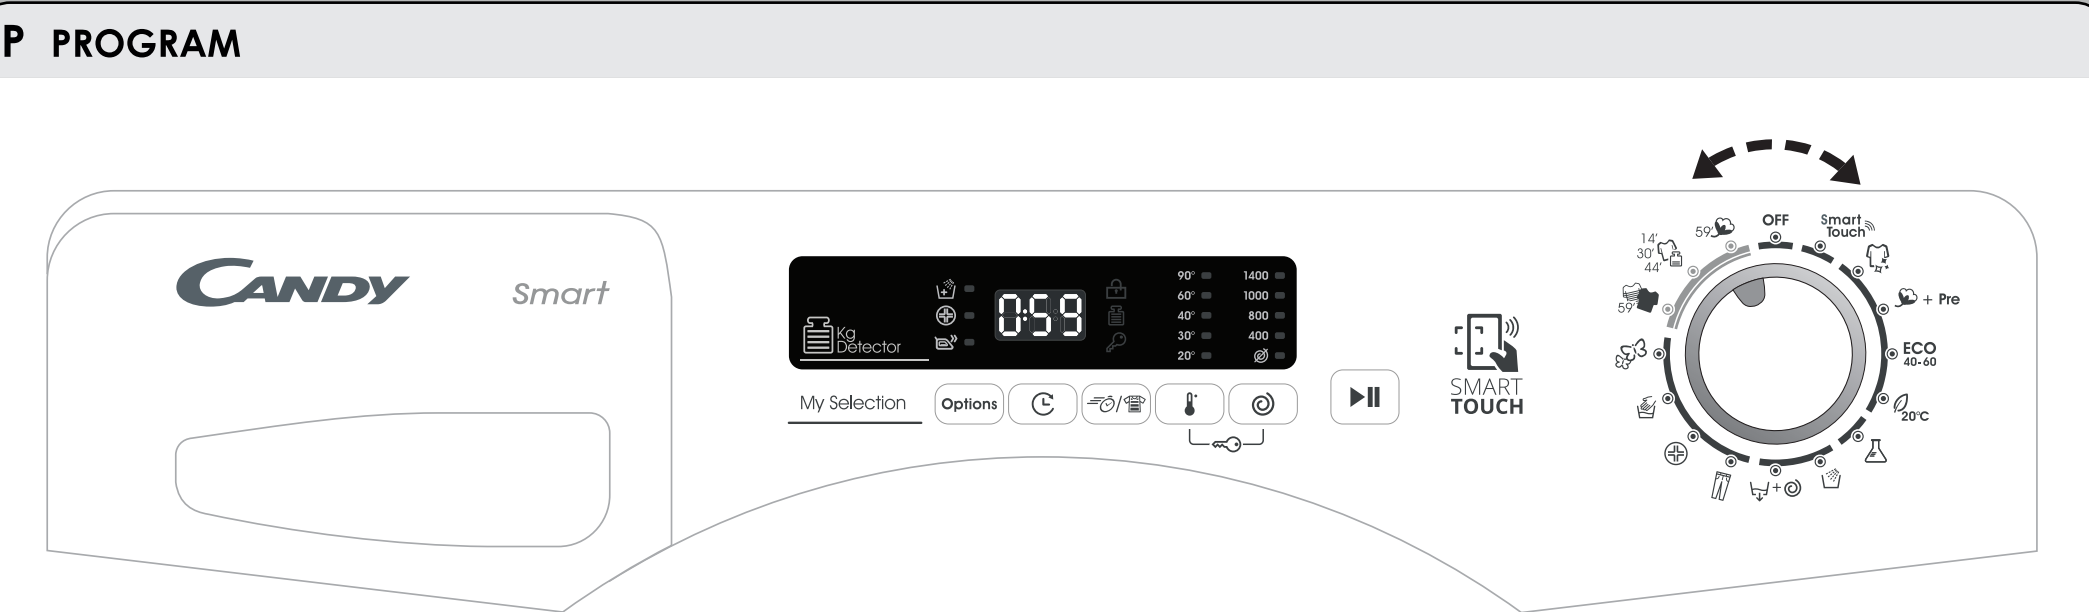 P PROGRAM
CANDY
Smart
Kg
Detector
0:59
90° 1400
60° 1000
40° 800
30° 400
20°
My Selection
Options
SMART
TOUCH
OFF
Smart
Touch
+ Pre
ECO
40-60
20°C
+
59'
14'
30'
44'
59'